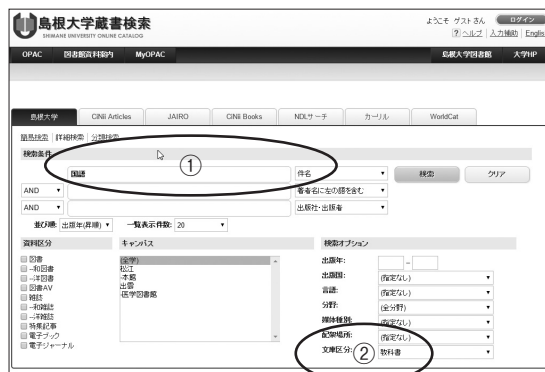 島根大学蔵書検索
SHIMANE UNIVERSITY ONLINE CATALOG
ようこそ ゲストさん ログイン
ヘルプ 入力補助 Englis
OPAC 図書館資料案内 MyOPAC 島根大学図書館 大学HP
島根大学 CiNii Articles JAIRO CiNii Books NDLサーチ カーリル WorldCat
簡易検索 詳細検索 分類検索
検索条件
①
国語 件名 検索 クリア
AND 著者名に左の語を含む
AND 出版社・出版者
並び順: 出版年(昇順) 一覧表示件数: 20
資料区分 キャンパス 検索オプション
図書
-和図書
-洋図書
図書AV
雑誌
-和雑誌
-洋雑誌
特集記事
電子ブック
電子ジャーナル
(全学)
松江
-本館
出雲
-医学図書館
出版年: -
出版国: (指定なし)
言語: (指定なし)
分野: (全分野)
媒体種別: (指定なし)
配架場所: (指定なし)
文庫区分: ② 教科書